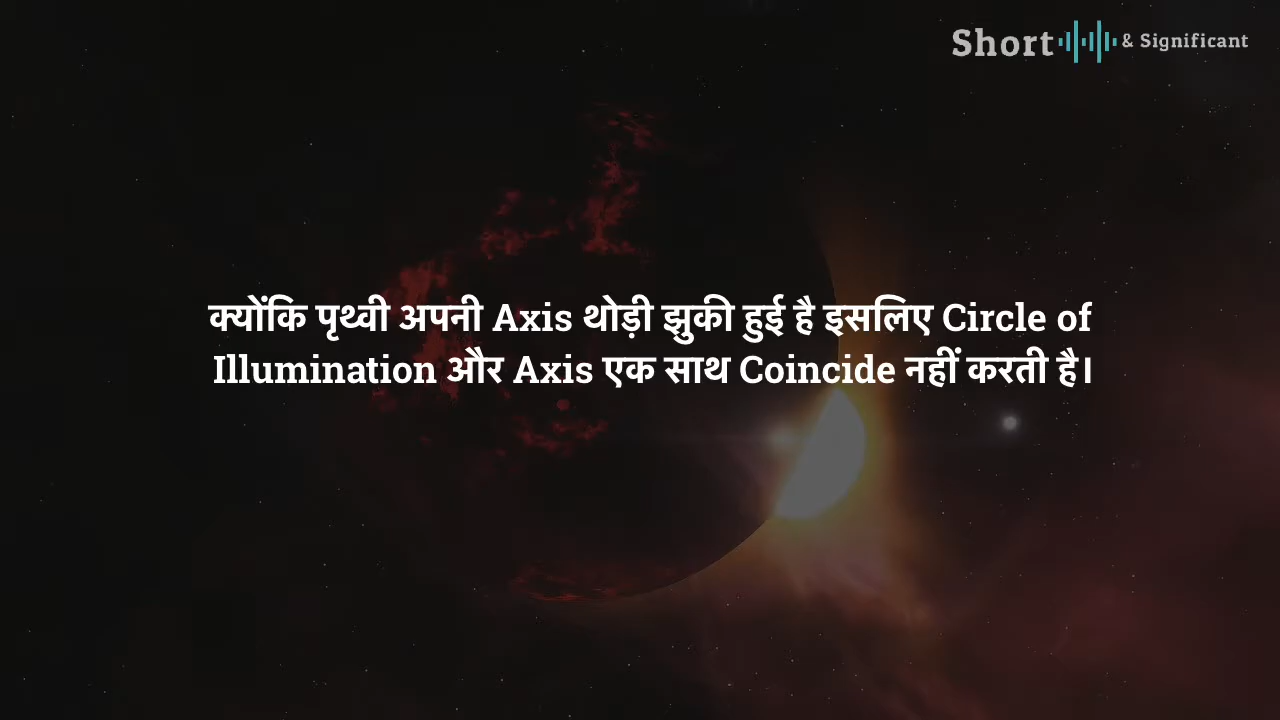 Short & Significant
क्योंकि पृथ्वी अपनी Axis थोड़ी झुकी हुई है इसलिए Circle of
Illumination और Axis एक साथ Coincide नहीं करती है।